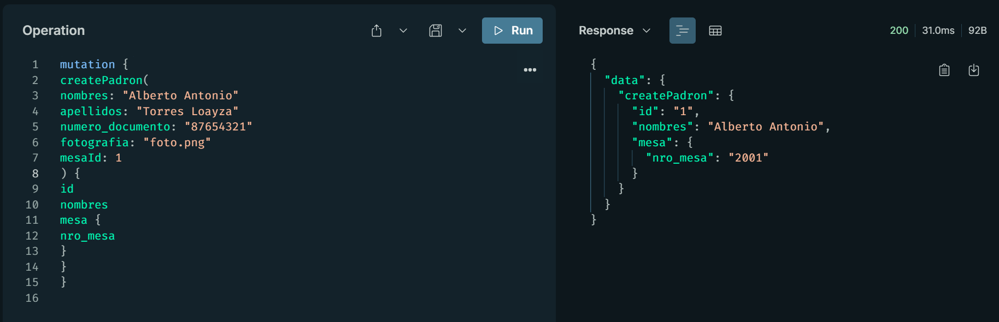 Operation
Run
1 mutation {
2 createPadron(
3 nombres: "Alberto Antonio"
4 apellidos: "Torres Loayza"
5 numero_documento: "87654321"
6 fotografia: "foto.png"
7 mesaId: 1
8 ) {
9 id
10 nombres
11 mesa {
12 nro_mesa
13 }
14 }
15 }
16
Response
200 31.0ms 92B
{
"data": {
"createPadron": {
"id": "1",
"nombres": "Alberto Antonio",
"mesa": {
"nro_mesa": "2001"
}
}
}
}